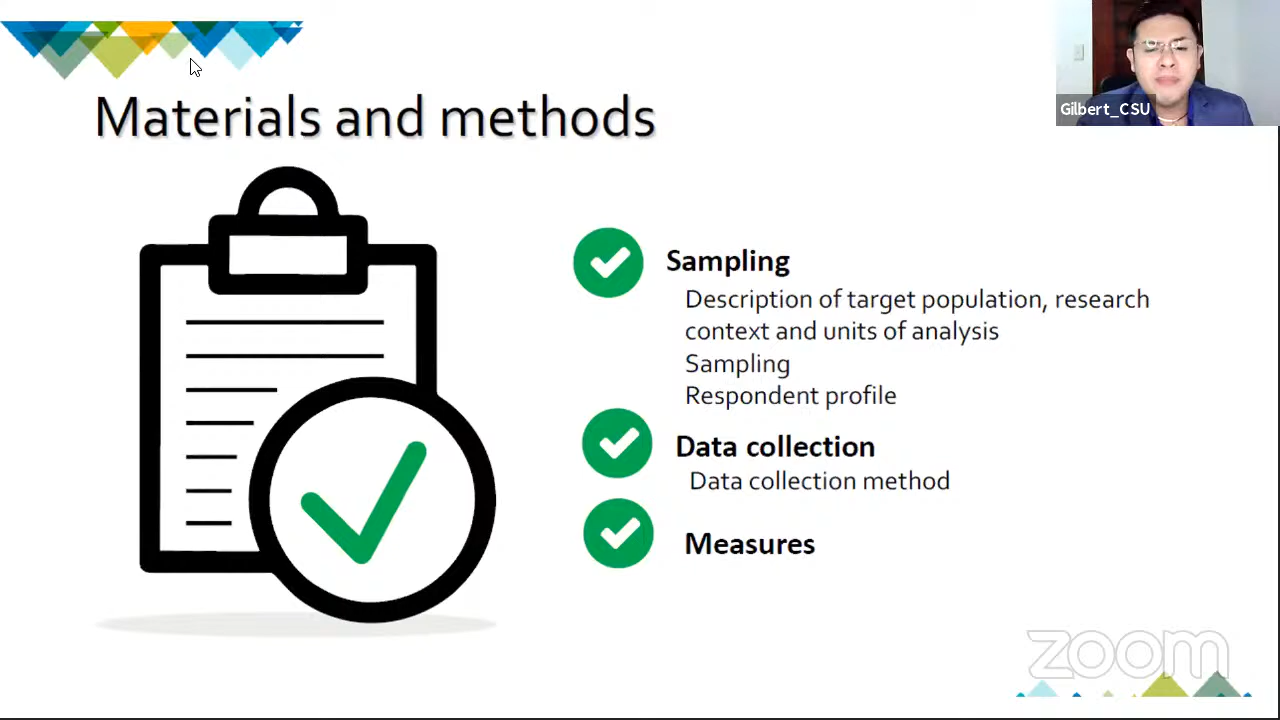 Gilbert_CSU
Materials and methods
Sampling
Description of target population, research
context and units of analysis
Sampling
Respondent profile
Data collection
Data collection method
Measures
zoom